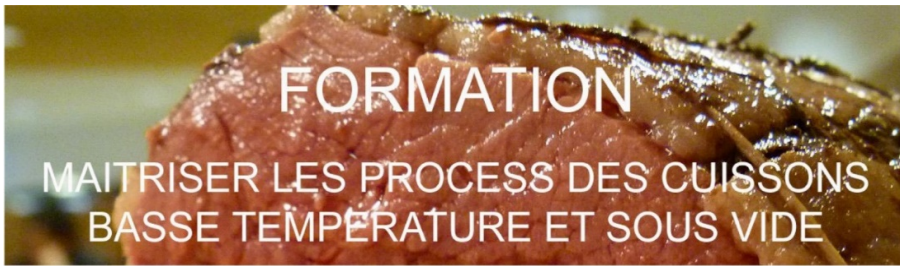 FORMATION
MAITRISER LES PROCESS DES CUISSONS
BASSE TEMPERATURE ET SOUS VIDE